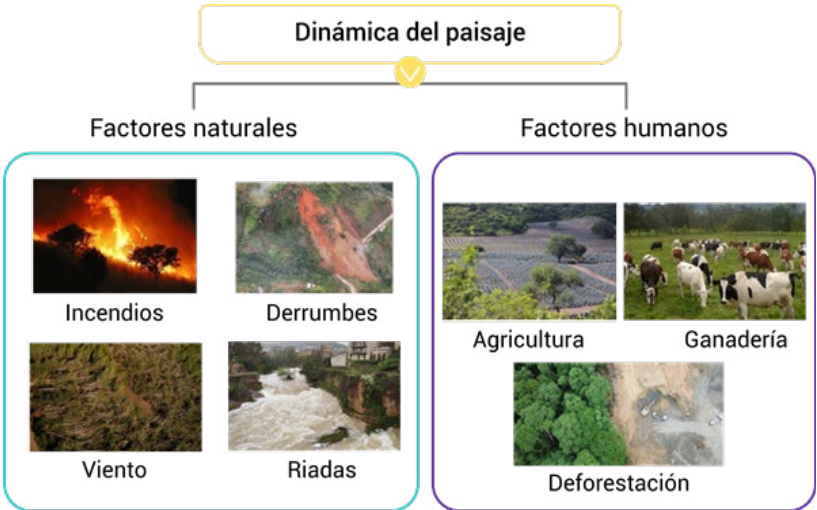 Dinámica del paisaje
Factores naturales
Factores humanos
Incendios
Derrumbes
Viento
Riadas
Agricultura
Ganadería
Deforestación